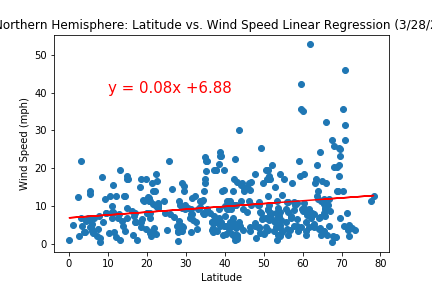 Northern Hemisphere: Latitude vs. Wind Speed Linear Regression (3/28/2
y = 0.08x +6.88
Wind Speed (mph)
50
40
30
20
10
0
0 10 20 30 40 50 60 70 80
Latitude